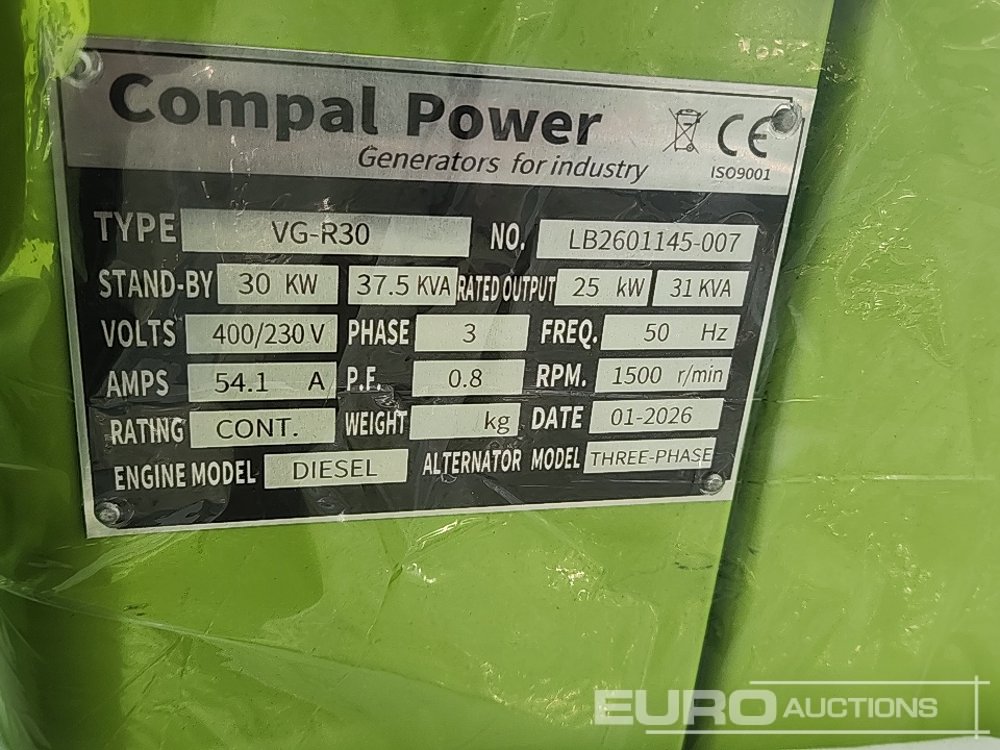 Compal Power
Generators for industry
CE
ISO9001
TYPE VG-R30 NO. LB2601145-007
STAND-BY 30 KW 37.5 KVA RATED OUTPUT 25 kW 31 KVA
VOLTS 400/230 V PHASE 3 FREQ. 50 Hz
AMPS 54.1 A P.F. 0.8 RPM. 1500 r/min
RATING CONT. WEIGHT kg DATE 01-2026
ENGINE MODEL DIESEL ALTERNATOR MODEL THREE-PHASE
EURO AUCTIONS